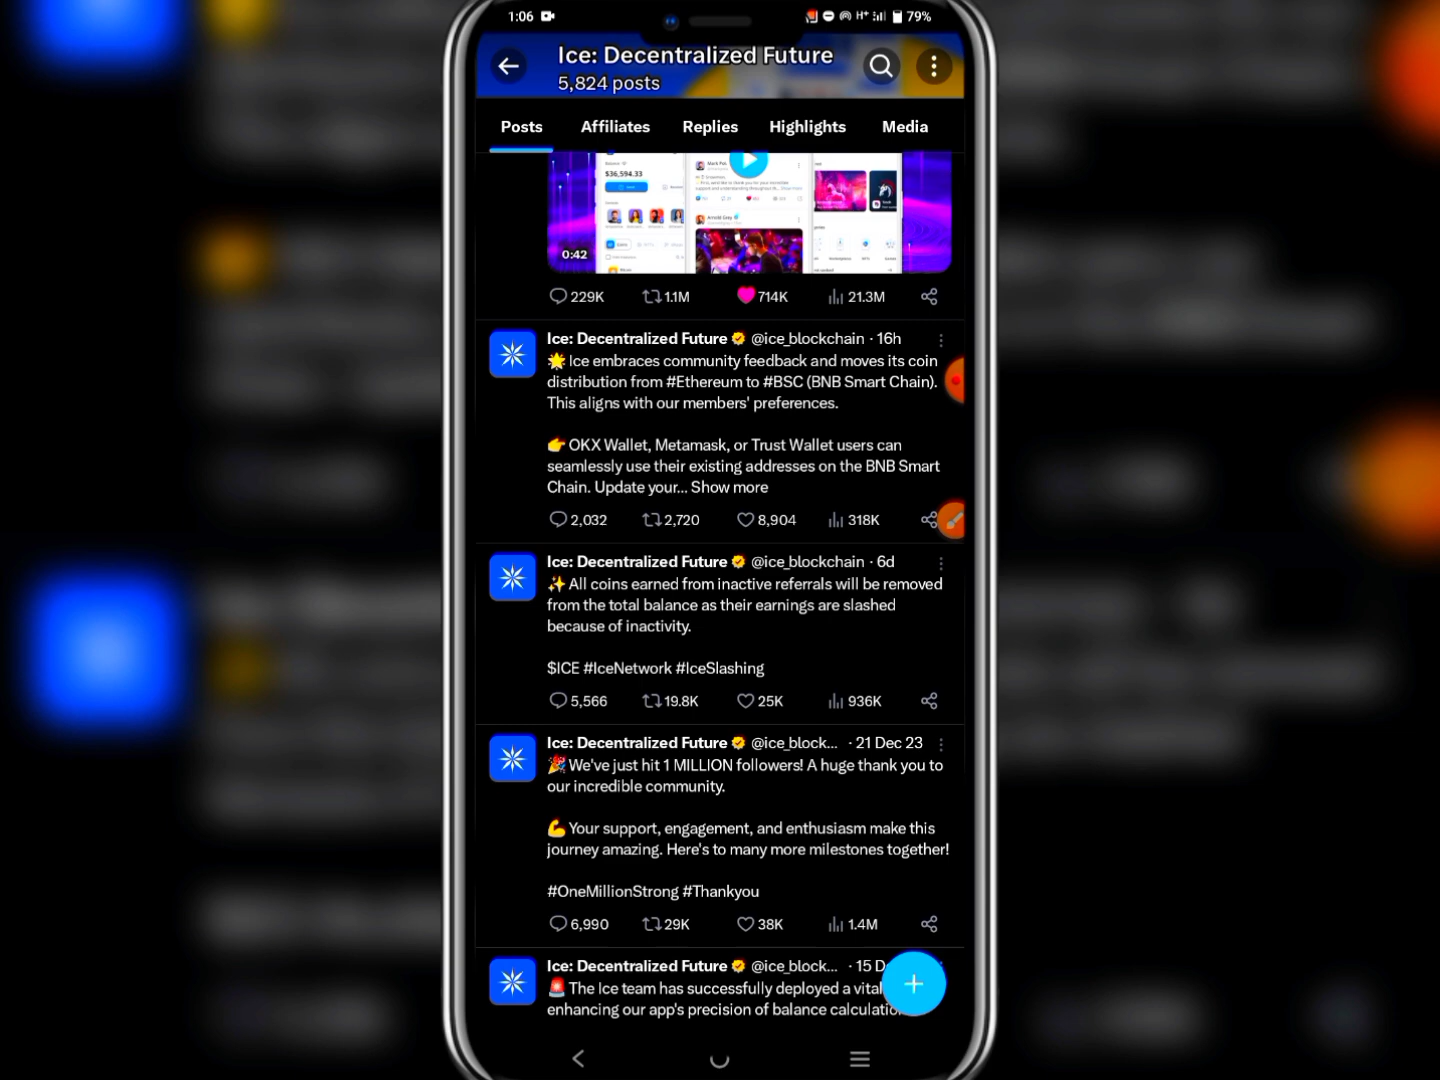 1:06
H+
79%
Ice: Decentralized Future
5,824 posts
Posts Affiliates Replies Highlights Media
$36,594.33
0:42
229K 1.1M 714K 21.3M
Ice: Decentralized Future @ice_blockchain · 16h
🌟 Ice embraces community feedback and moves its coin
distribution from #Ethereum to #BSC (BNB Smart Chain).
This aligns with our members' preferences.
👉 OKX Wallet, Metamask, or Trust Wallet users can
seamlessly use their existing addresses on the BNB Smart
Chain. Update your... Show more
2,032 2,720 8,904 318K
Ice: Decentralized Future @ice_blockchain · 6d
✨ All coins earned from inactive referrals will be removed
from the total balance as their earnings are slashed
because of inactivity.
$ICE #IceNetwork #IceSlashing
5,566 19.8K 25K 936K
Ice: Decentralized Future @ice_block... · 21 Dec 23
🎉 We've just hit 1 MILLION followers! A huge thank you to
our incredible community.
💪 Your support, engagement, and enthusiasm make this
journey amazing. Here's to many more milestones together!
#OneMillionStrong #Thankyou
6,990 29K 38K 1.4M
Ice: Decentralized Future @ice_block... · 15 D
🚨 The Ice team has successfully deployed a vital
enhancing our app's precision of balance calculatio